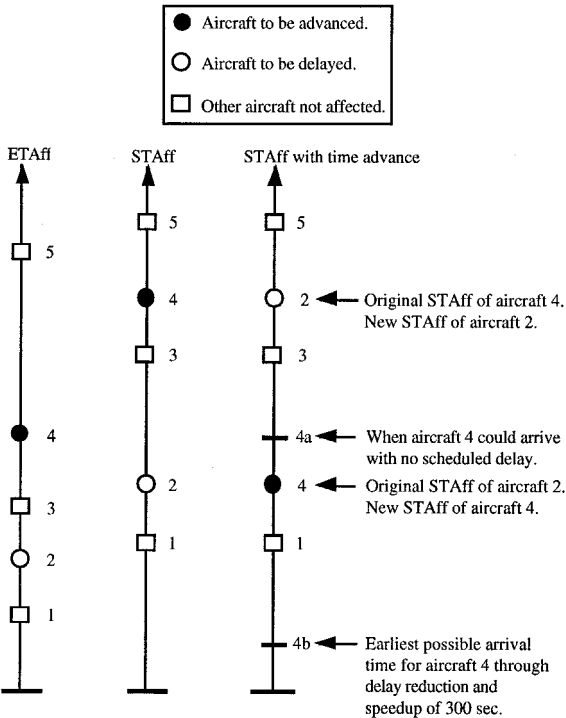 Aircraft to be advanced.
Aircraft to be delayed.
Other aircraft not affected.
ETAff
STAff
STAff with time advance
5
4
3
2
1
5
4
3
2
1
5
2
Original STAff of aircraft 4.
New STAff of aircraft 2.
3
4a
When aircraft 4 could arrive
with no scheduled delay.
4
Original STAff of aircraft 2.
New STAff of aircraft 4.
1
4b
Earliest possible arrival
time for aircraft 4 through
delay reduction and
speedup of 300 sec.